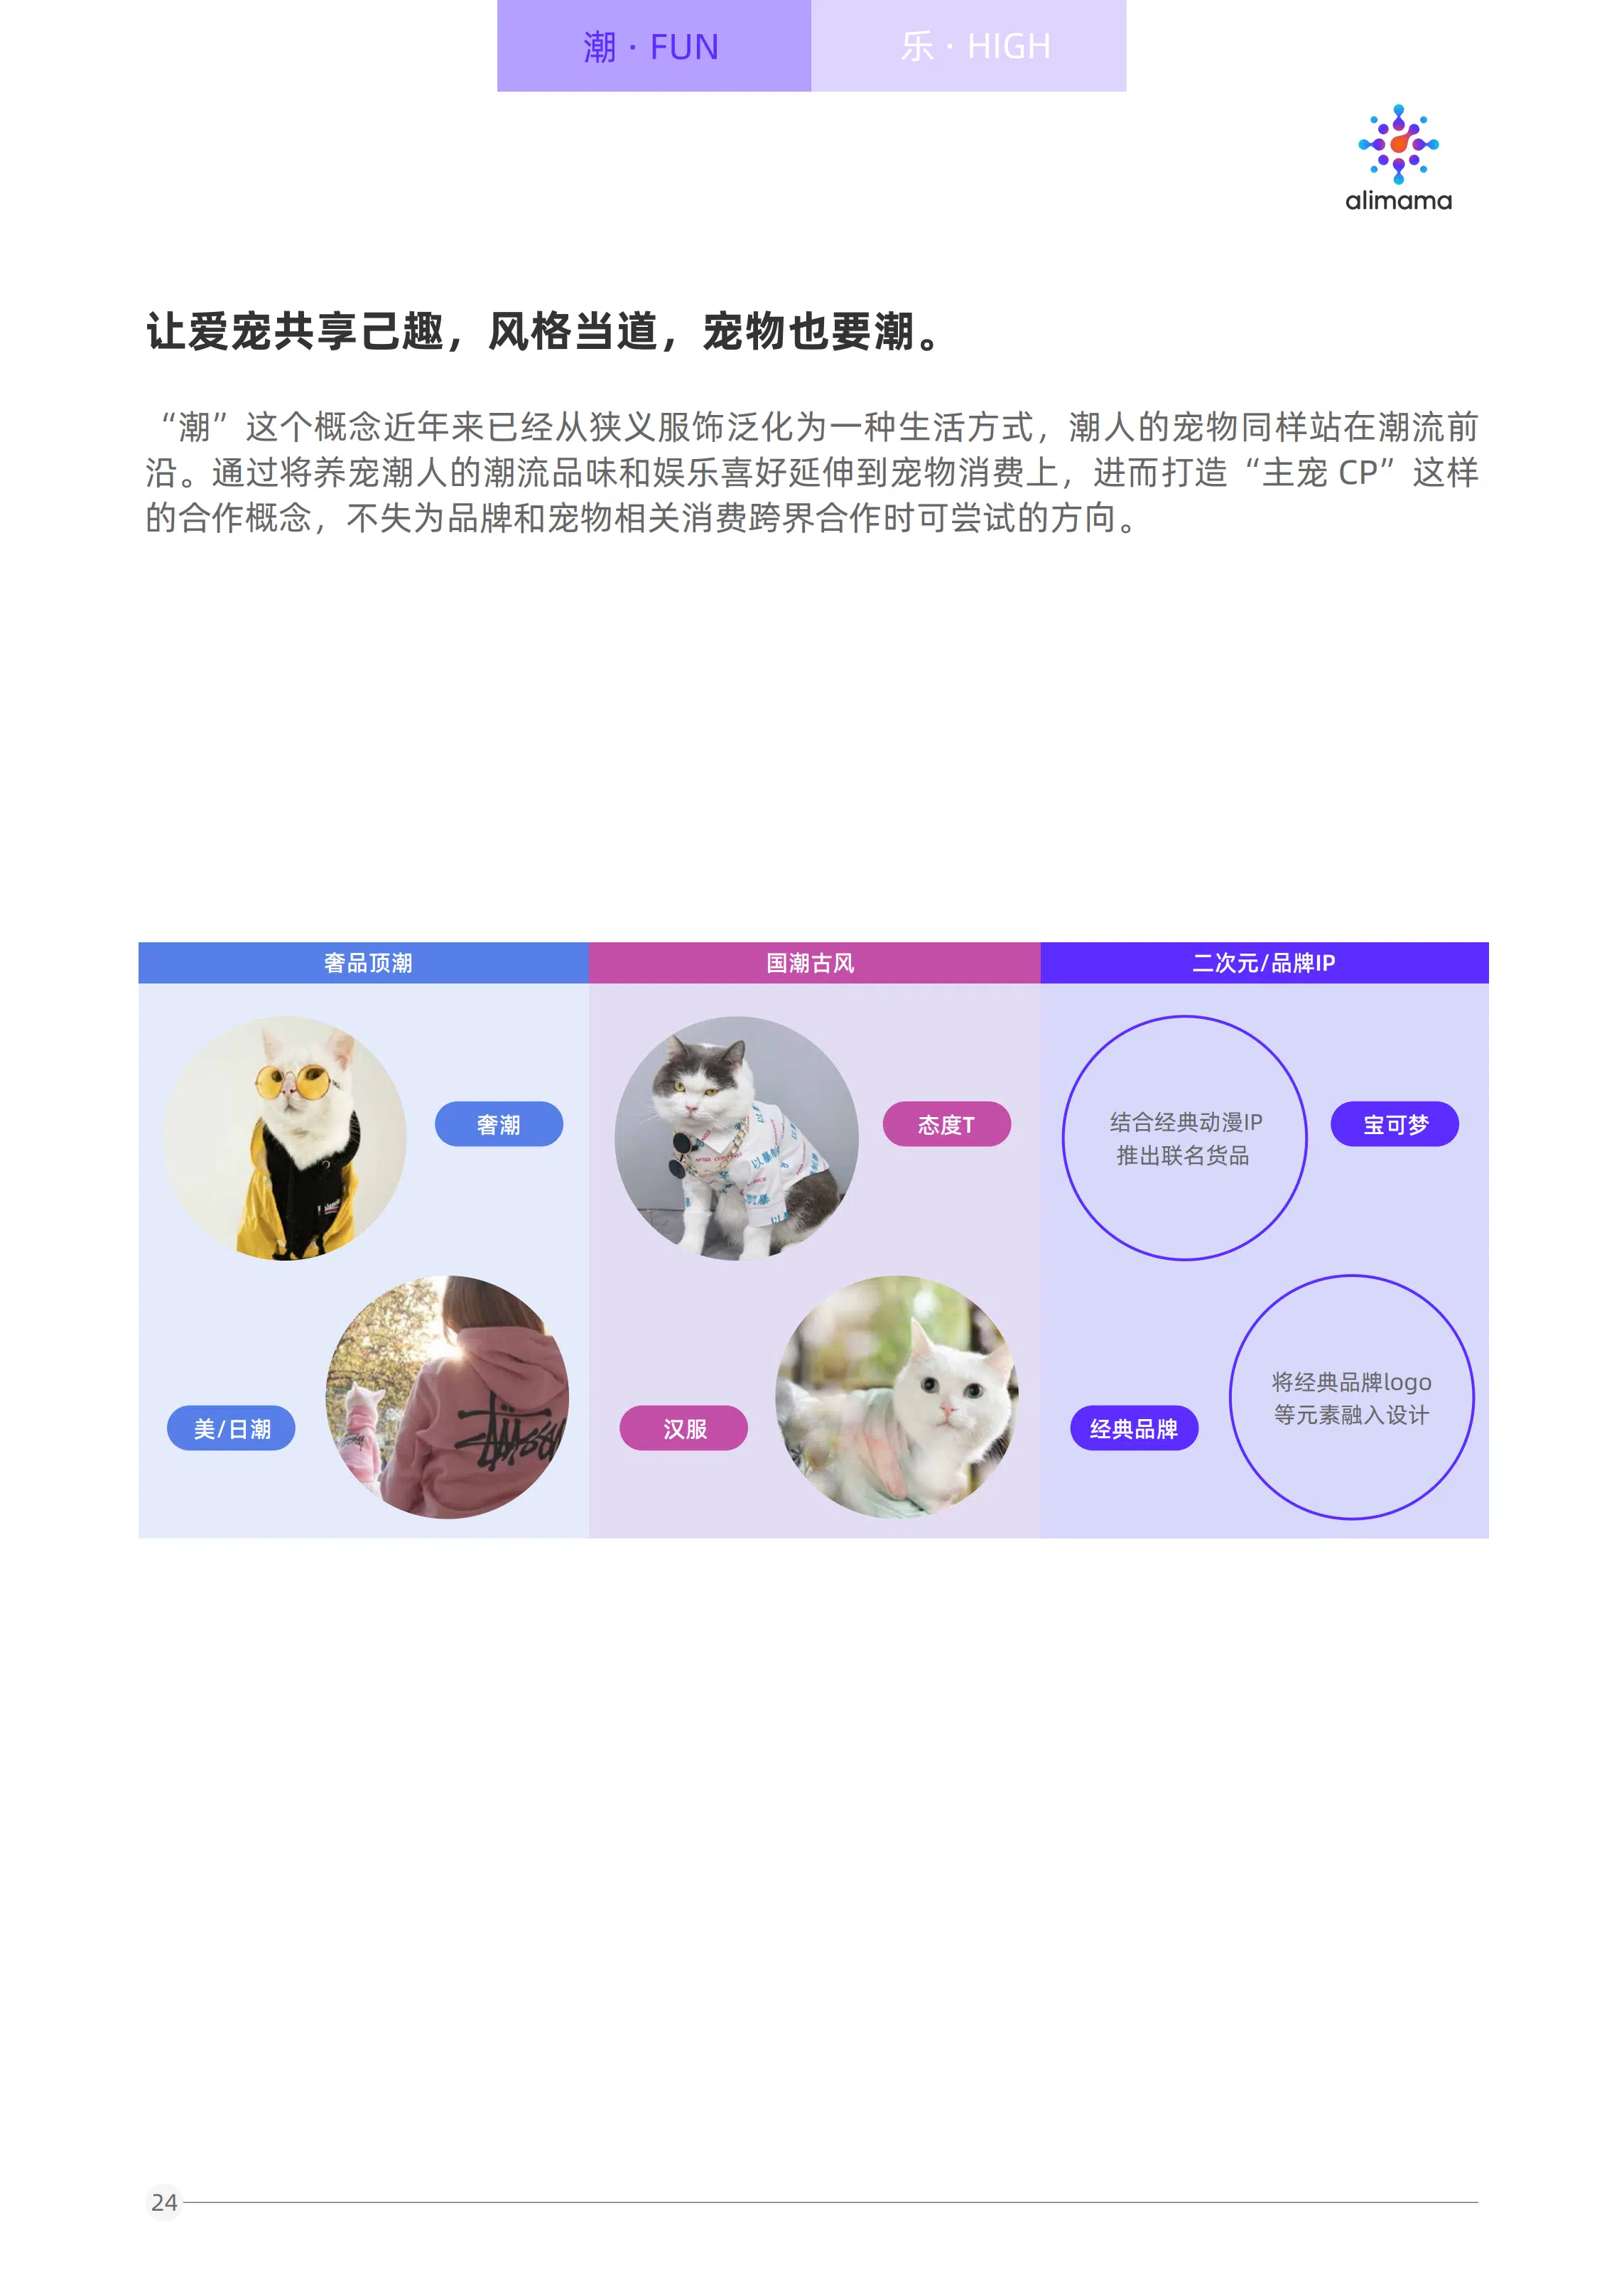 潮 · FUN
乐 · HIGH
alimama
让爱宠共享己趣，风格当道，宠物也要潮。
“潮”这个概念近年来已经从狭义服饰泛化为一种生活方式，潮人的宠物同样站在潮流前
沿。通过将养宠潮人的潮流品味和娱乐喜好延伸到宠物消费上，进而打造“主宠 CP”这样
的合作概念，不失为品牌和宠物相关消费跨界合作时可尝试的方向。
奢品顶潮
国潮古风
二次元/品牌IP
奢潮
态度T
结合经典动漫IP
推出联名货品
宝可梦
美/日潮
汉服
经典品牌
将经典品牌logo
等元素融入设计
24